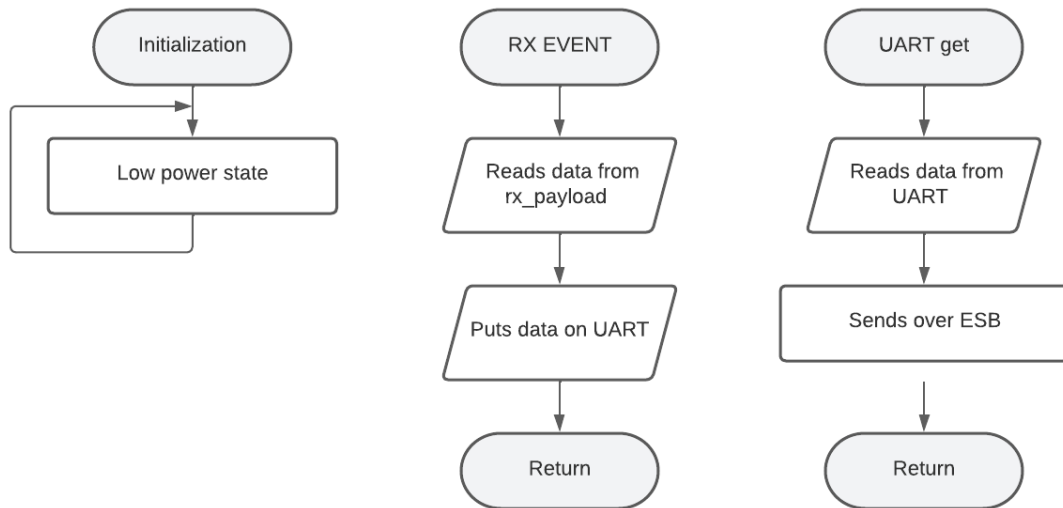 Initialization
Low power state
RX EVENT
Reads data from
rx_payload
Puts data on UART
Return
UART get
Reads data from
UART
Sends over ESB
Return